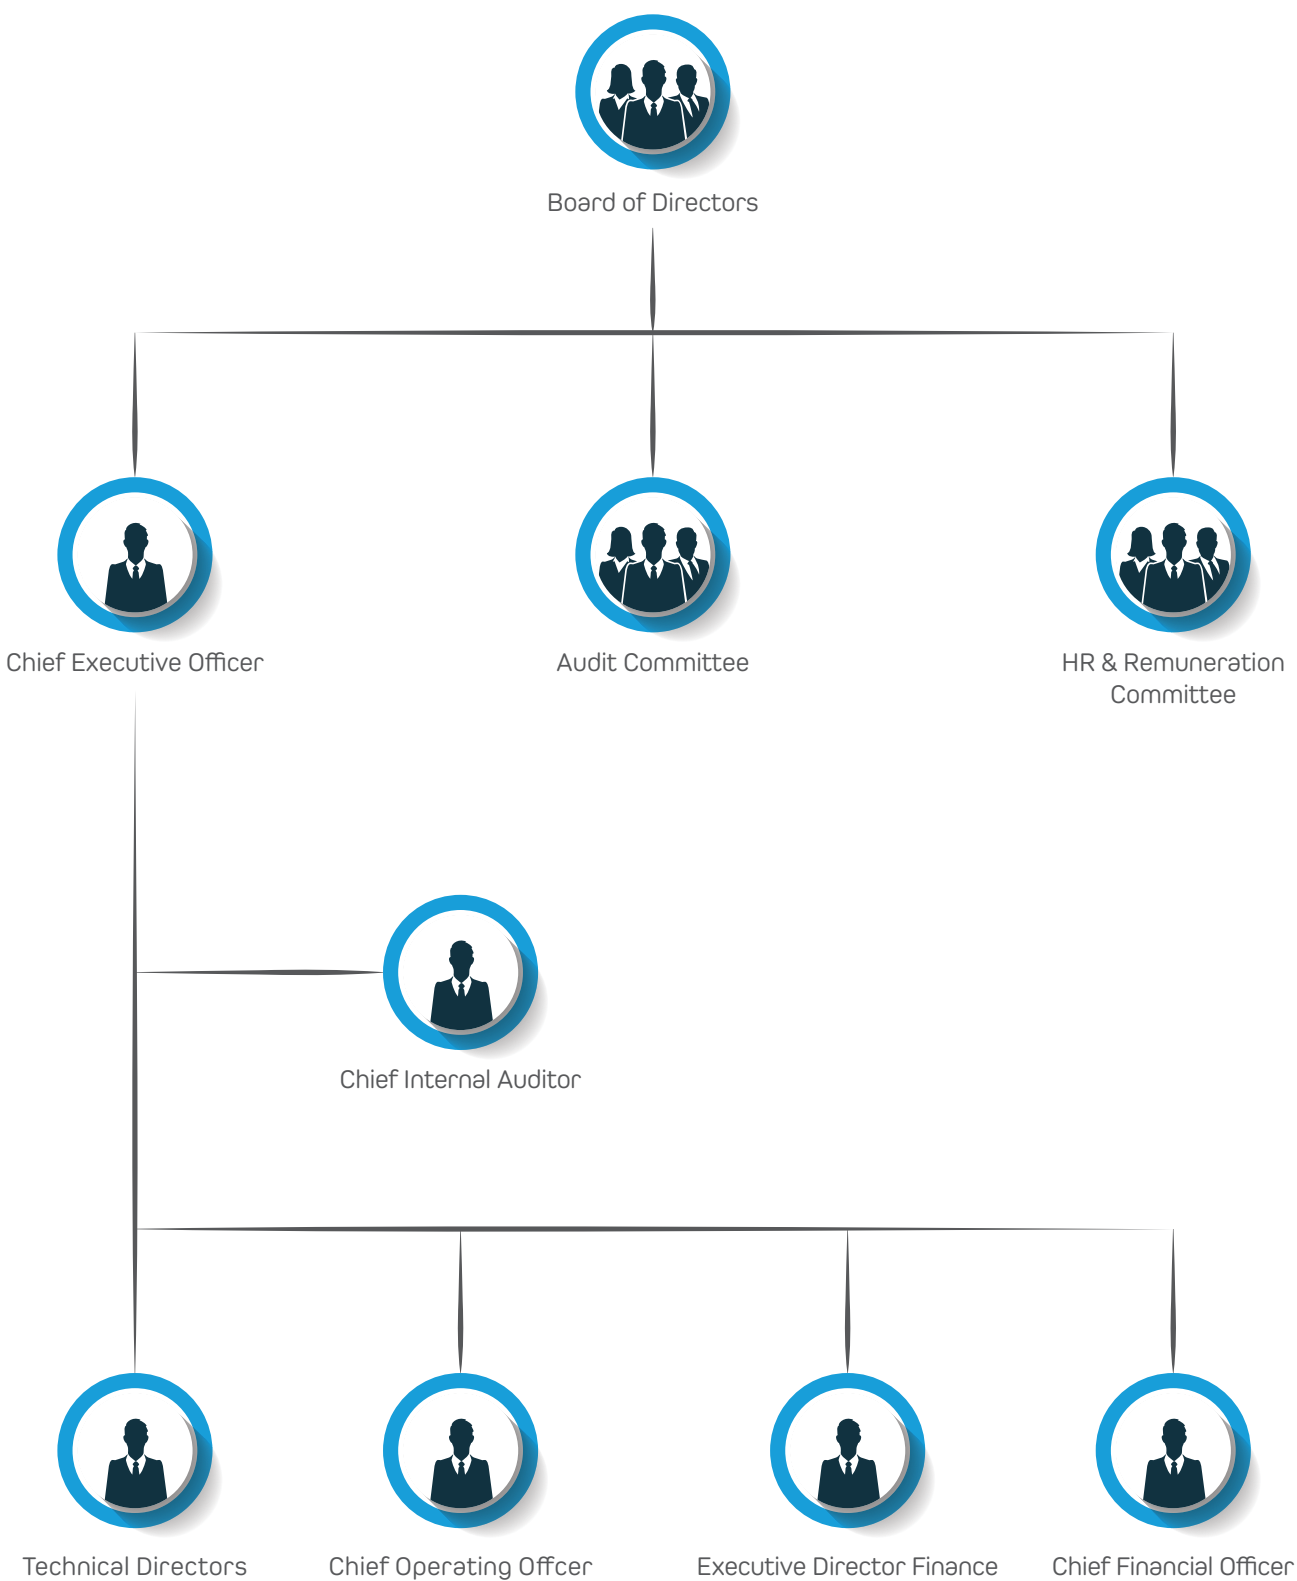 Board of Directors
Chief Executive Officer
Audit Committee
HR & Remuneration
Committee
Chief Internal Auditor
Technical Directors
Chief Operating Offcer
Executive Director Finance
Chief Financial Officer